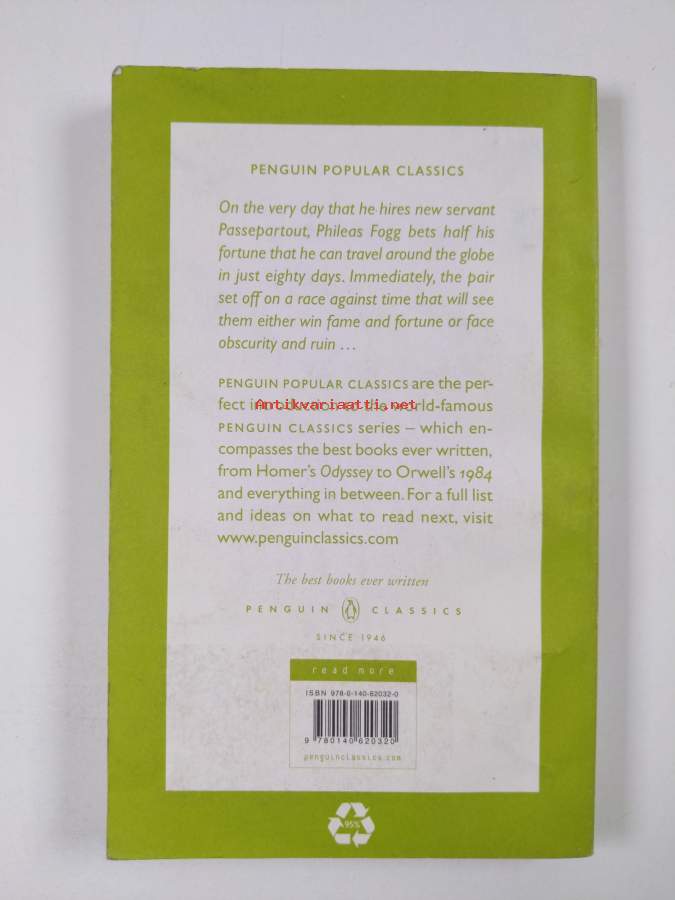 PENGUIN POPULAR CLASSICS
On the very day that he hires new servant
Passepartout, Phileas Fogg bets half his
fortune that he can travel around the globe
in just eighty days. Immediately, the pair
set off on a race against time that will see
them either win fame and fortune or face
obscurity and ruin ...
PENGUIN POPULAR CLASSICS are the per-
fect introduction to the world-famous
Antikvariaatti.net
PENGUIN CLASSICS series – which en-
compasses the best books ever written,
from Homer's Odyssey to Orwell's 1984
and everything in between. For a full list
and ideas on what to read next, visit
www.penguinclassics.com
The best books ever written
PENGUIN CLASSICS
SINCE 1946
read more
ISBN 978-0-140-62032-0
9 780140 620320
penguinclassics.com
95%